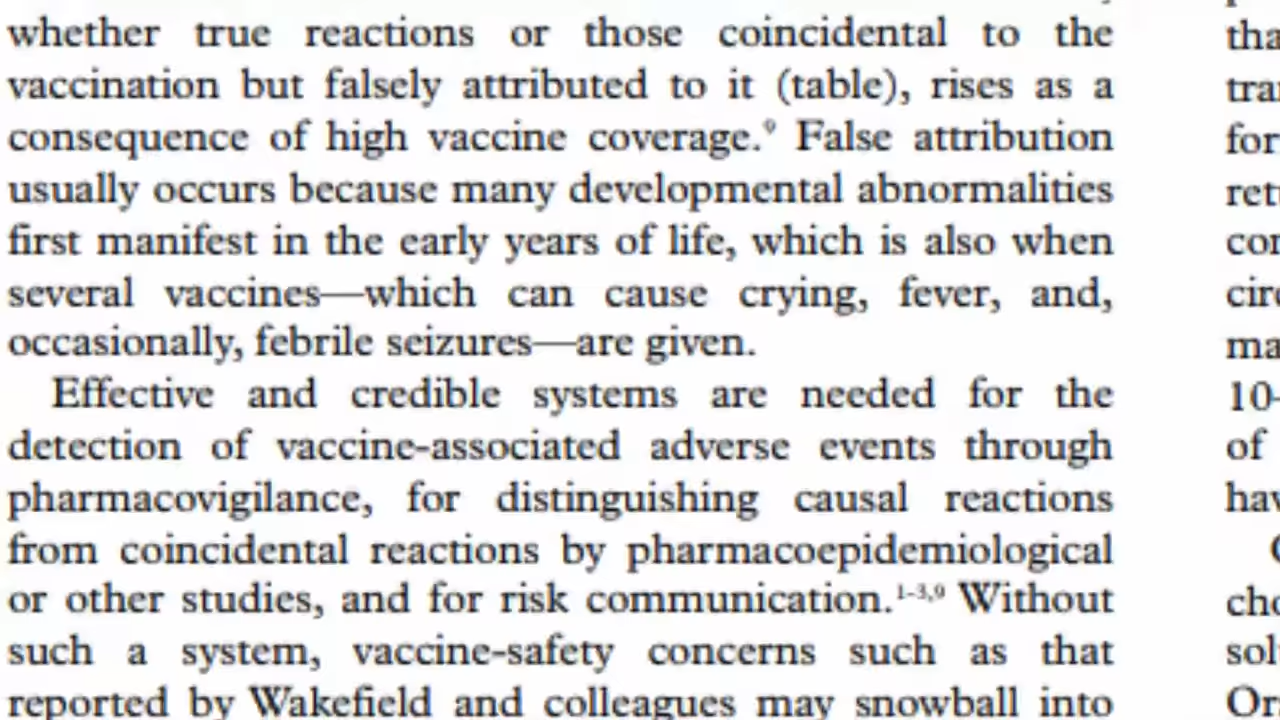 whether true reactions or those coincidental to the
vaccination but falsely attributed to it (table), rises as a
consequence of high vaccine coverage.⁹ False attribution
usually occurs because many developmental abnormalities
first manifest in the early years of life, which is also when
several vaccines—which can cause crying, fever, and,
occasionally, febrile seizures—are given.
Effective and credible systems are needed for the
detection of vaccine-associated adverse events through
pharmacovigilance, for distinguishing causal reactions
from coincidental reactions by pharmacoepidemiological
or other studies, and for risk communication.¹⁻³,⁹ Without
such a system, vaccine-safety concerns such as that
reported by Wakefield and colleagues may snowball into
10-
of